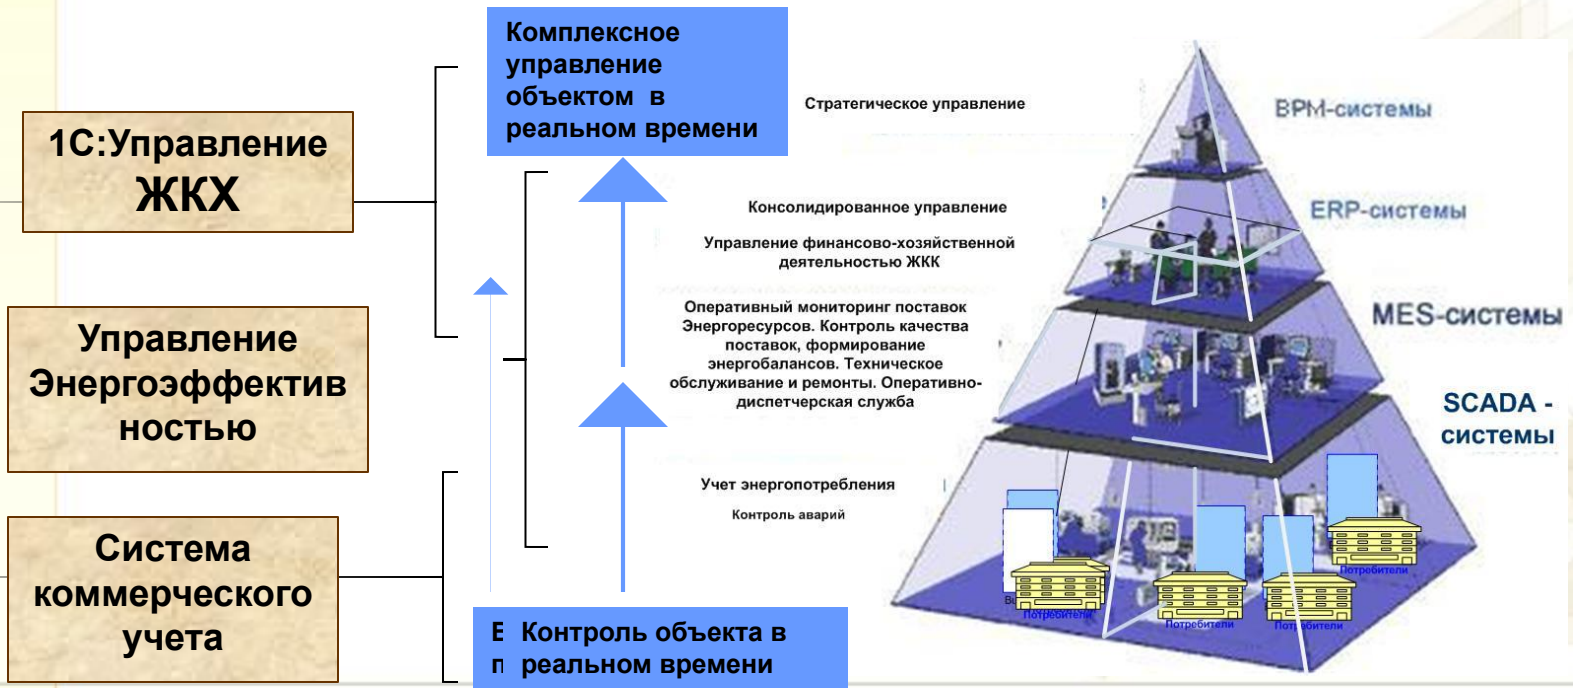 1С:Управление
ЖКХ
Управление
Энергоэффектив
ностью
Система
коммерческого
учета
Комплексное
управление
объектом в
реальном времени
Контроль объекта в
реальном времени
Стратегическое управление
Консолидированное управление
Управление финансово-хозяйственной
деятельностью ЖКК
Оперативный мониторинг поставок
Энергоресурсов. Контроль качества
поставок, формирование
энергобалансов. Техническое
обслуживание и ремонты. Оперативно-
диспетчерская служба
Учет энергопотребления
Контроль аварий
BPM-системы
ERP-системы
MES-системы
SCADA -
системы
Потребители
Потребители
Потребители
Потребители